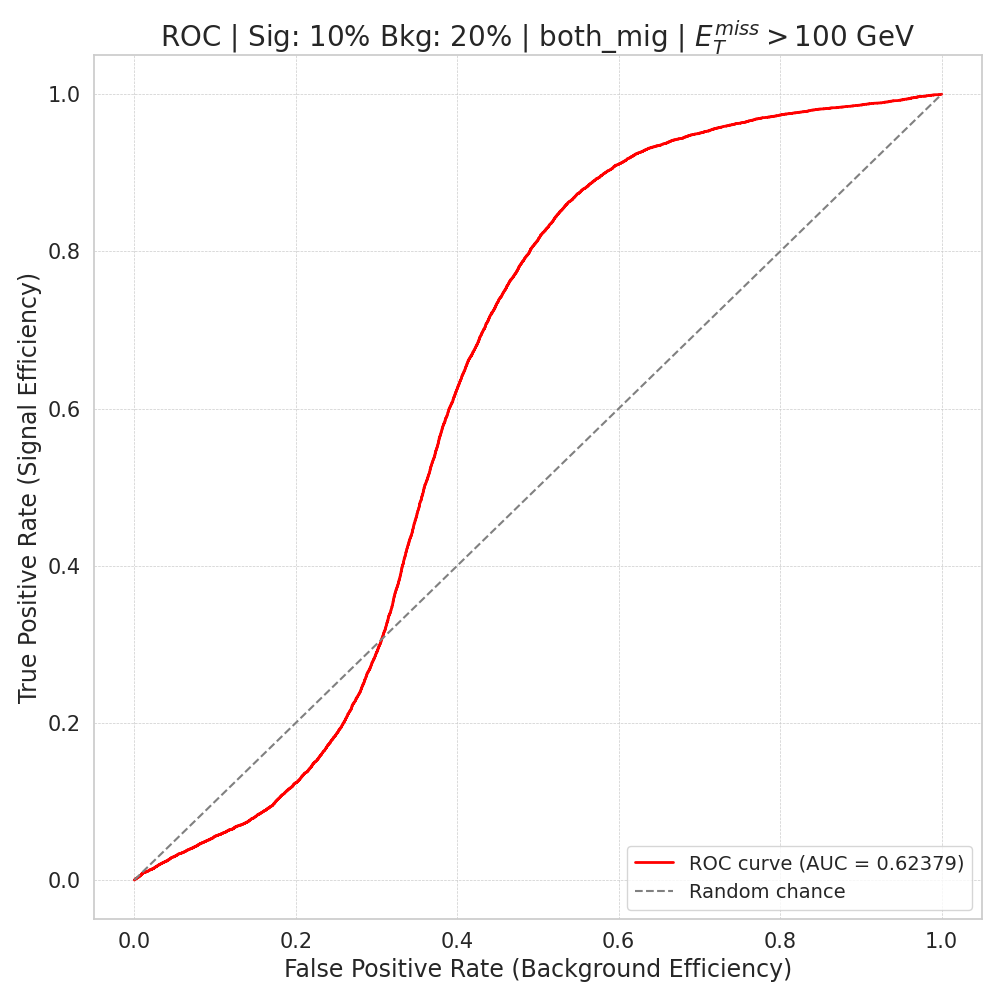 ROC | Sig: 10% Bkg: 20% | both_mig | $E_T^{miss} > 100$ GeV
1.0
0.8
0.6
0.4
0.2
0.0
True Positive Rate (Signal Efficiency)
ROC curve (AUC = 0.62379)
Random chance
0.0 0.2 0.4 0.6 0.8 1.0
False Positive Rate (Background Efficiency)